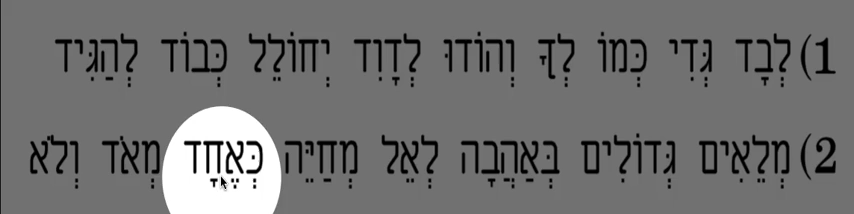 1) לְבָד גְּדִי כְּמוֹ לְךָ וְהוֹדוּ לְדָוִד יְחוֹלֵל כְּבוֹד לְהַגִּיד
2) מְלֵאִים גְּדוֹלִים בְּאַהֲבָה לְאֵל מְחַיֵּה כְּאֶחָד מְאֹד וְלֹא